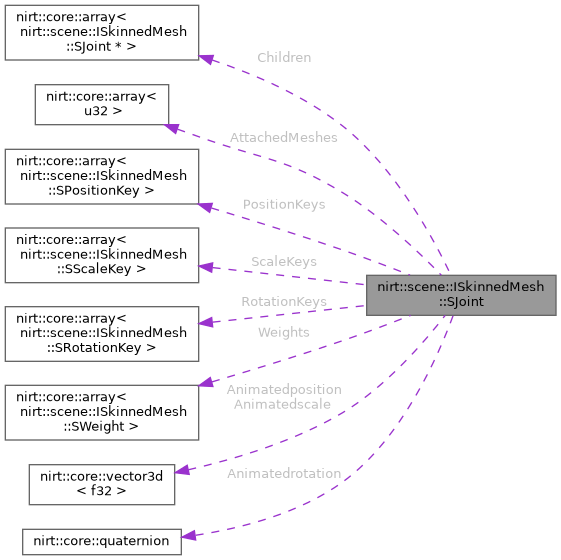 nirt::core::array<
nirt::scene::ISkinnedMesh
::SJoint * >
Children
nirt::core::array<
u32 >
AttachedMeshes
nirt::core::array<
nirt::scene::ISkinnedMesh
::SPositionKey >
PositionKeys
nirt::core::array<
nirt::scene::ISkinnedMesh
::SScaleKey >
ScaleKeys
nirt::scene::ISkinnedMesh
::SJoint
nirt::core::array<
nirt::scene::ISkinnedMesh
::SRotationKey >
RotationKeys
Weights
nirt::core::array<
nirt::scene::ISkinnedMesh
::SWeight >
Animatedposition
Animatedscale
nirt::core::vector3d
< f32 >
Animatedrotation
nirt::core::quaternion